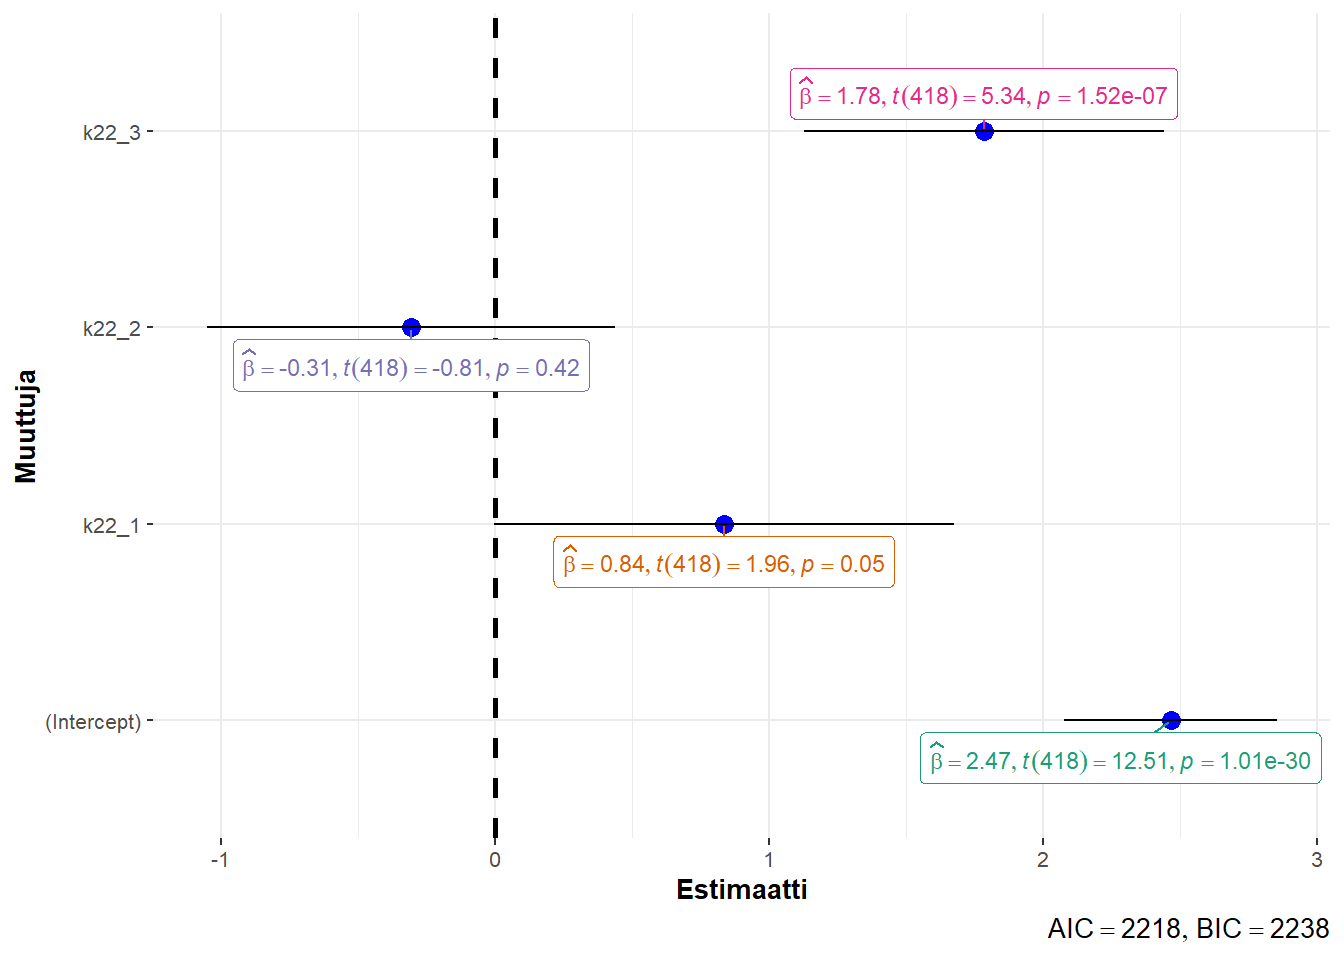 β̂ = 1.78, t(418) = 5.34, p = 1.52e-07
k22_3
k22_2
β̂ = -0.31, t(418) = -0.81, p = 0.42
Muuttuja
k22_1
β̂ = 0.84, t(418) = 1.96, p = 0.05
(Intercept)
β̂ = 2.47, t(418) = 12.51, p = 1.01e-30
-1 0 1 2 3
Estimaatti
AIC = 2218, BIC = 2238